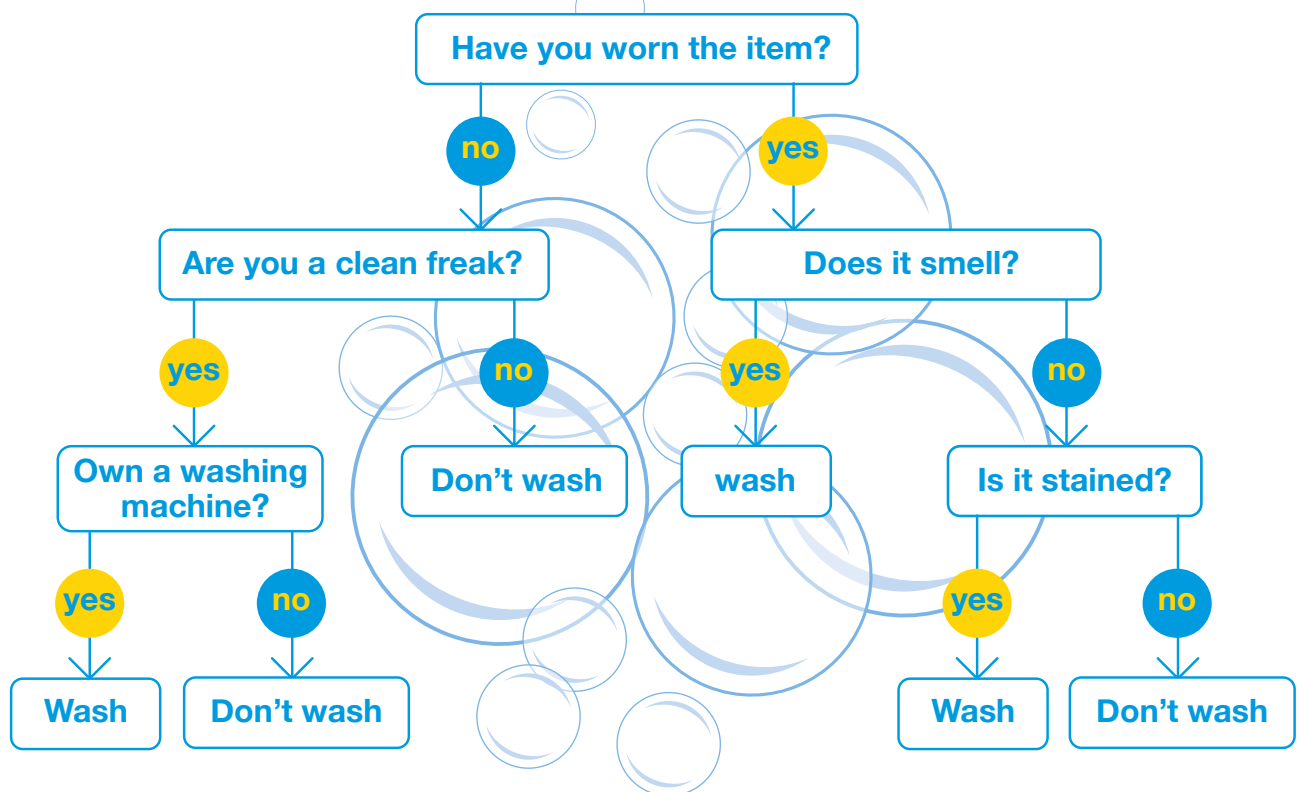 Have you worn the item?
no
yes
Are you a clean freak?
Does it smell?
yes
no
yes
no
Own a washing
machine?
Don’t wash
wash
Is it stained?
yes
no
yes
no
Wash
Don’t wash
Wash
Don’t wash